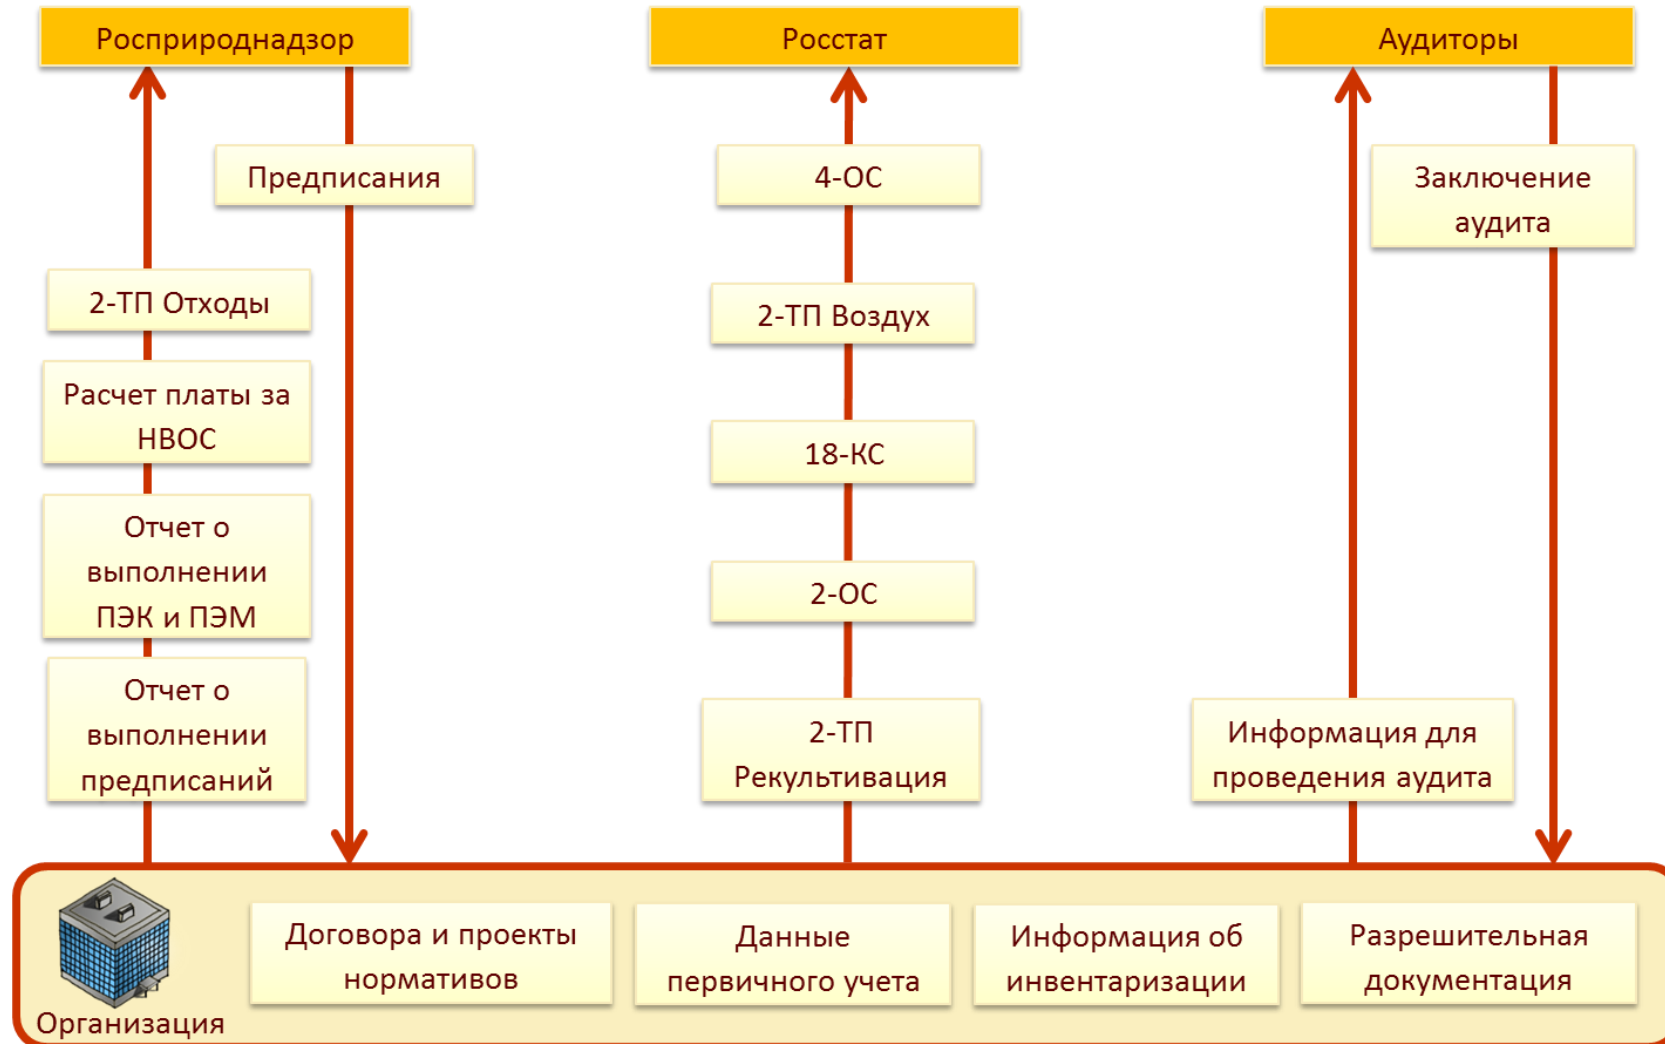 Росприроднадзор
Росстат
Аудиторы
Предписания
4-ОС
Заключение
аудита
2-ТП Отходы
2-ТП Воздух
Расчет платы за
НВОС
18-КС
Отчет о
выполнении
ПЭК и ПЭМ
2-ОС
Отчет о
выполнении
предписаний
2-ТП
Рекультивация
Информация для
проведения аудита
Организация
Договора и проекты
нормативов
Данные
первичного учета
Информация об
инвентаризации
Разрешительная
документация